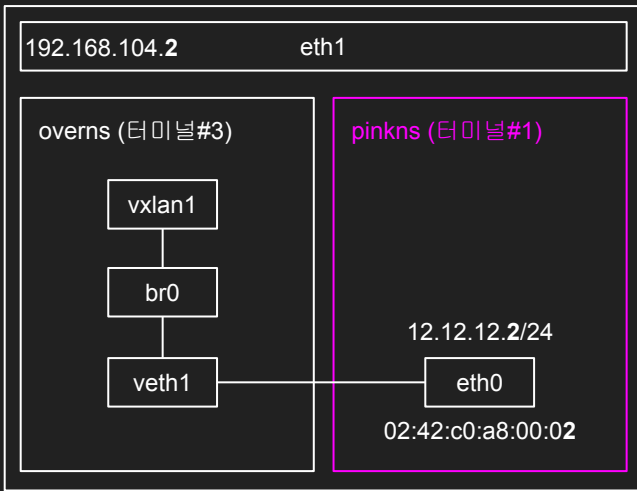 192.168.104.2 eth1
overns (터미널#3)
pinkns (터미널#1)
vxlan1
br0
12.12.12.2/24
veth1
eth0
02:42:c0:a8:00:02